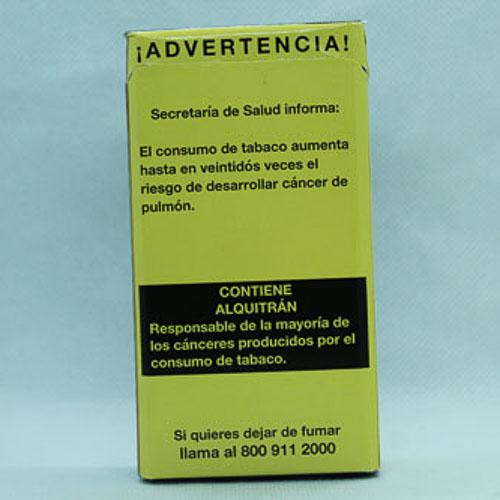 ¡ADVERTENCIA!
Secretaría de Salud informa:
El consumo de tabaco aumenta
hasta en veintidós veces el
riesgo de desarrollar cáncer de
pulmón.
CONTIENE
ALQUITRÁN
Responsable de la mayoría de
los cánceres producidos por el
consumo de tabaco.
Si quieres dejar de fumar
llama al 800 911 2000